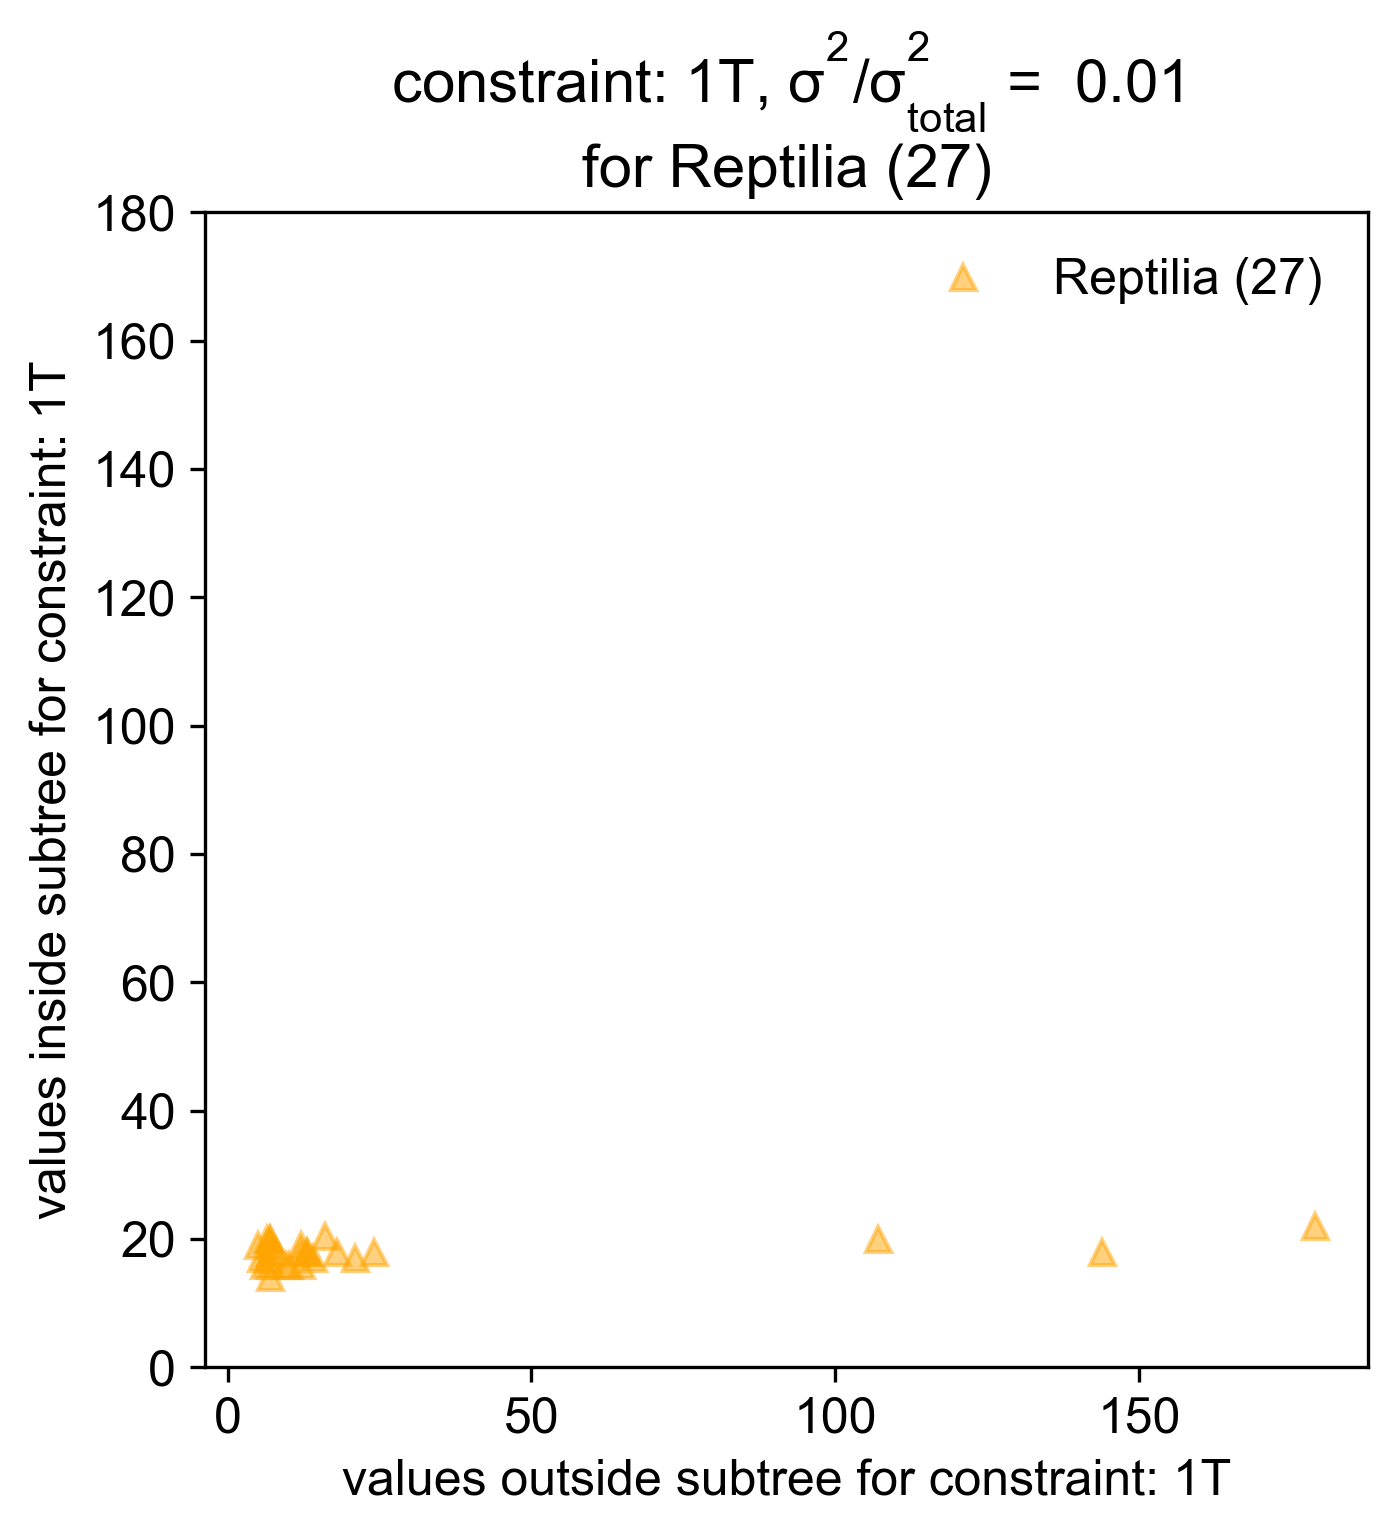 constraint: 1T, σ²/σ²total = 0.01
for Reptilia (27)
Reptilia (27)
180
160
140
120
100
80
60
40
20
0
values inside subtree for constraint: 1T
0 50 100 150
values outside subtree for constraint: 1T